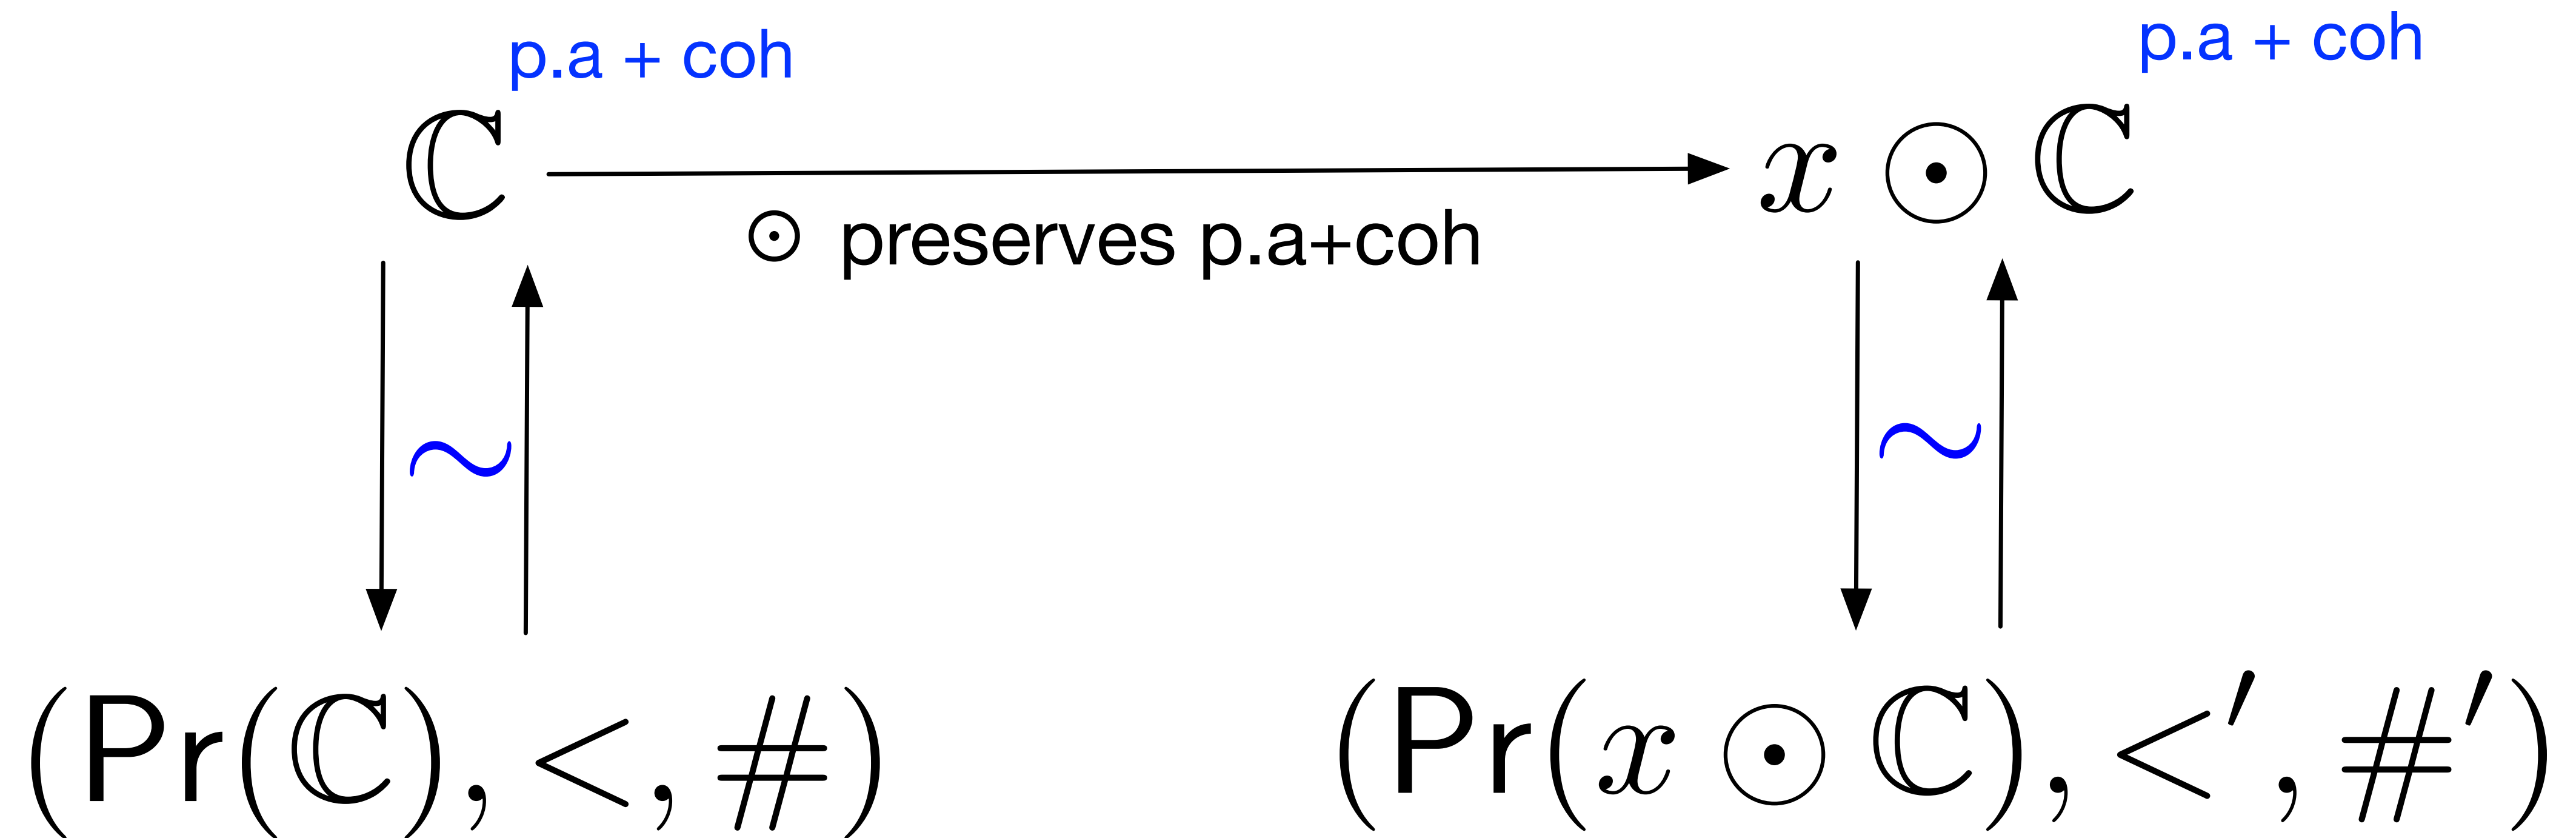 p.a + coh p.a + coh
ℂ x ⊙ ℂ
⊙ preserves p.a+coh
~ ~
(Pr(ℂ), <, #) (Pr(x ⊙ ℂ), <′, #′)